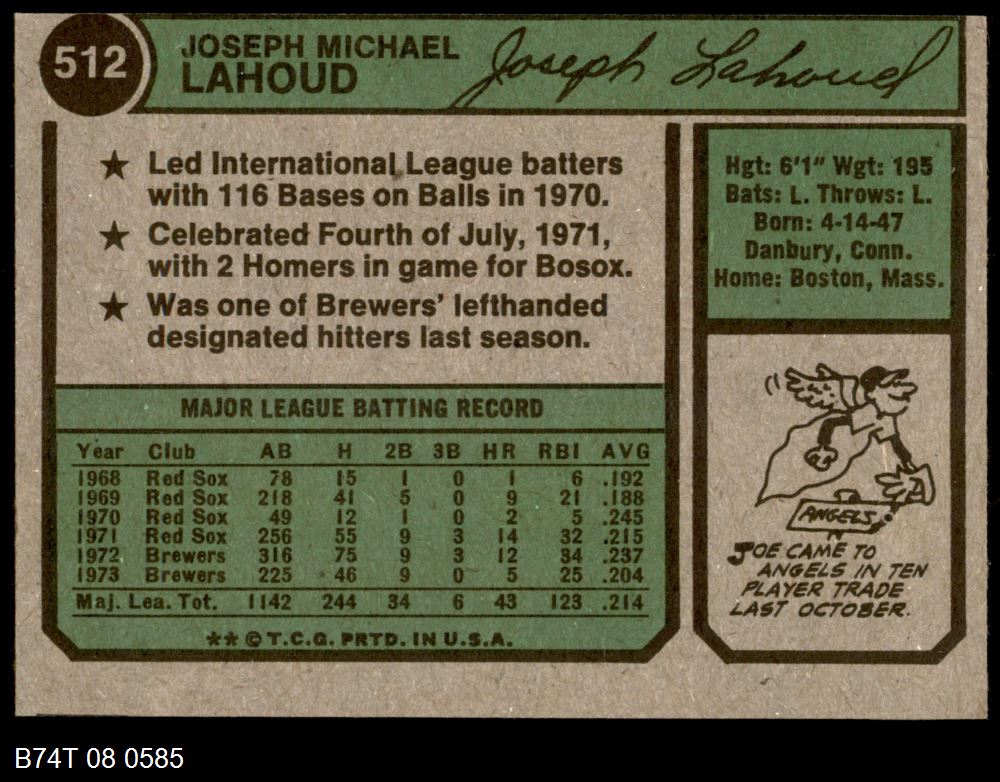 512
JOSEPH MICHAEL
LAHOUD
Joseph Lahoud
★ Led International League batters
with 116 Bases on Balls in 1970.
★ Celebrated Fourth of July, 1971,
with 2 Homers in game for Bosox.
★ Was one of Brewers' lefthanded
designated hitters last season.
MAJOR LEAGUE BATTING RECORD
Year Club AB H 2B 3B HR RBI AVG
1968 Red Sox 78 15 1 0 1 6 .192
1969 Red Sox 218 41 5 0 9 21 .188
1970 Red Sox 49 12 1 0 2 5 .245
1971 Red Sox 256 55 9 3 14 32 .215
1972 Brewers 316 75 9 3 12 34 .237
1973 Brewers 225 46 9 0 5 25 .204
Maj. Lea. Tot. 1142 244 34 6 43 123 .214
** © T.C.G. PRTD. IN U.S.A.
Hgt: 6'1" Wgt: 195
Bats: L. Throws: L.
Born: 4-14-47
Danbury, Conn.
Home: Boston, Mass.
ANGELS
JOE CAME TO
ANGELS IN TEN
PLAYER TRADE
LAST OCTOBER.
B74T 08 0585